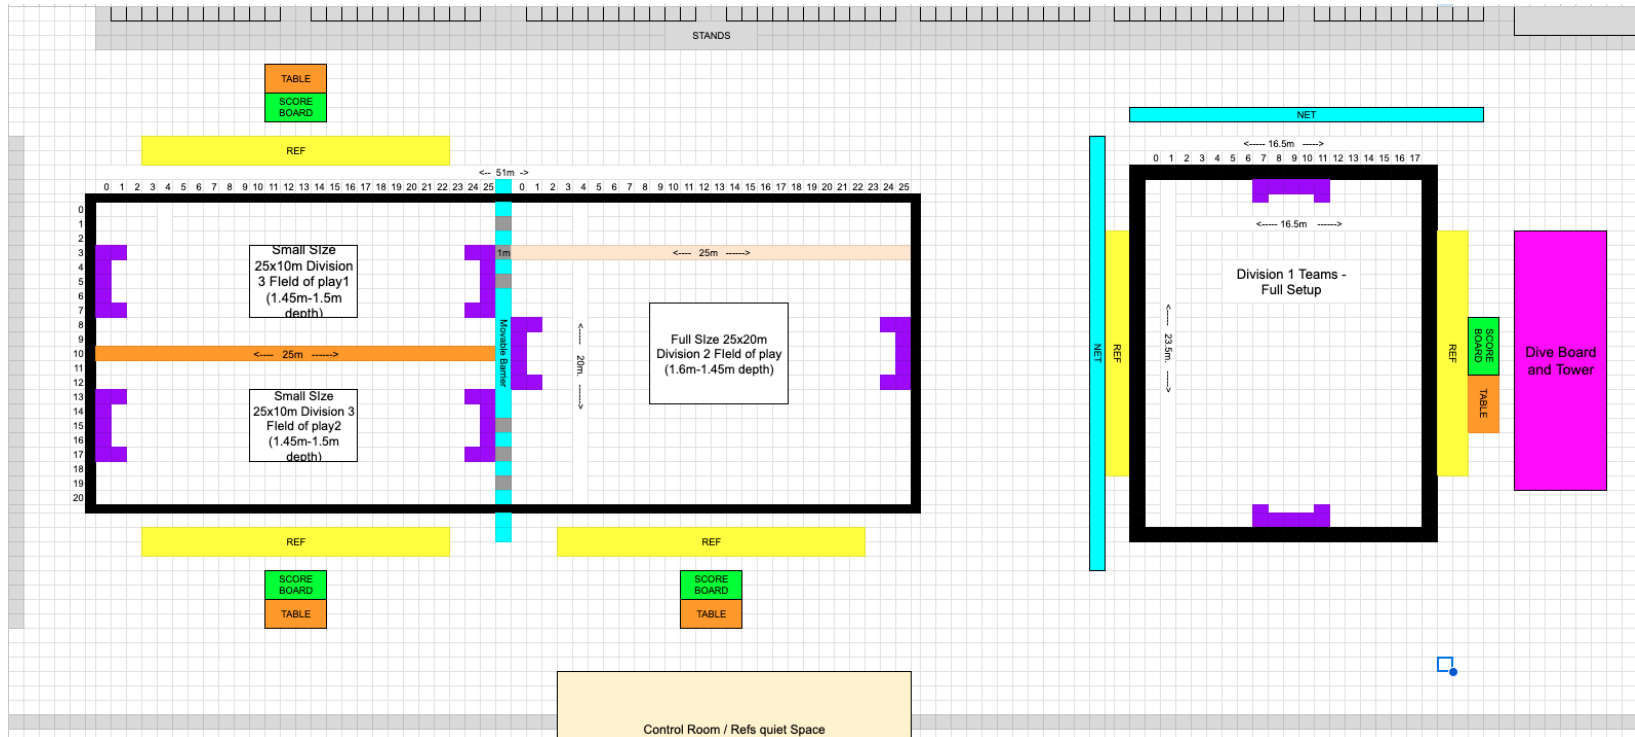 STANDS
TABLE
SCORE
BOARD
REF
NET
<-- 51m ->
0 1 2 3 4 5 6 7 8 9 10 11 12 13 14 15 16 17 18 19 20 21 22 23 24 25
0 1 2 3 4 5 6 7 8 9 10 11 12 13 14 15 16 17 18 19 20 21 22 23 24 25
0
1
2
3
4
5
6
7
8
9
10
11
12
13
14
15
16
17
18
19
20
Small SIze
25x10m Division
3 FIeld of play1
(1.45m-1.5m
depth)
<---- 25m ------>
Small SIze
25x10m Division 3
FIeld of play2
(1.45m-1.5m
depth)
1m
Movable Barrier
<---- 25m ------>
<----- 20m. ------>
Full SIze 25x20m
Division 2 FIeld of play
(1.6m-1.45m depth)
REF
SCORE
BOARD
TABLE
REF
SCORE
BOARD
TABLE
Control Room / Refs quiet Space
NET
REF
<----- 16.5m ----->
0 1 2 3 4 5 6 7 8 9 10 11 12 13 14 15 16 17
<----- 16.5m ------>
Division 1 Teams -
Full Setup
<----- 23.5m. ----->
REF
SCORE
BOARD
TABLE
Dive Board
and Tower